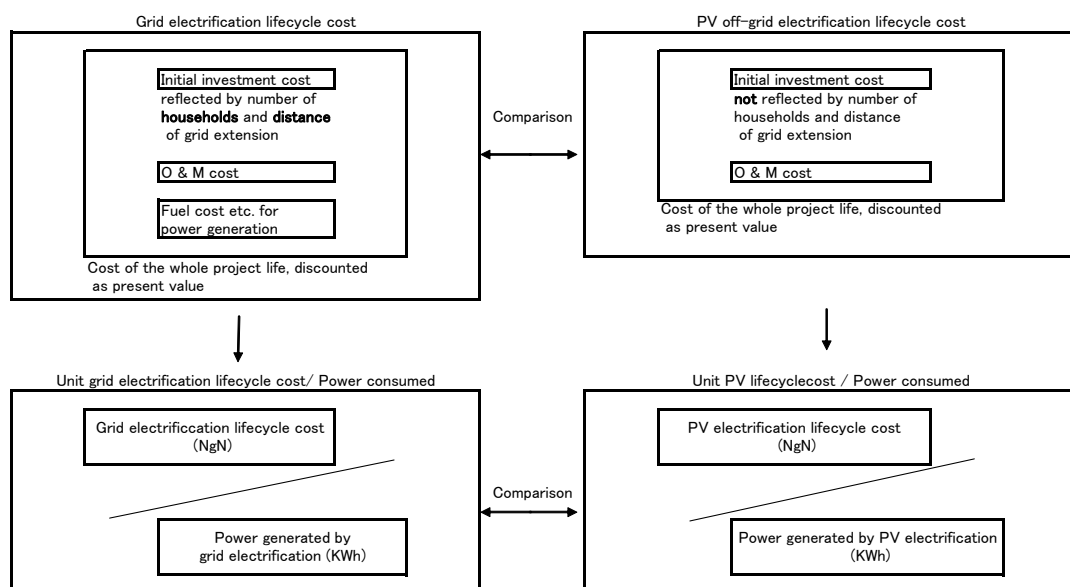 Grid electrification lifecycle cost
Initial investment cost
reflected by number of
households and distance
of grid extension
O & M cost
Fuel cost etc. for
power generation
Cost of the whole project life, discounted
as present value
Comparison
PV off-grid electrification lifecycle cost
Initial investment cost
not reflected by number of
households and distance
of grid extension
O & M cost
Cost of the whole project life, discounted
as present value
Unit grid electrification lifecycle cost/ Power consumed
Grid electrificcation lifecycle cost
(NgN)
Power generated by
grid electrification (KWh)
Comparison
Unit PV lifecyclecost / Power consumed
PV electrification lifecycle cost
(NgN)
Power generated by PV electrification
(KWh)